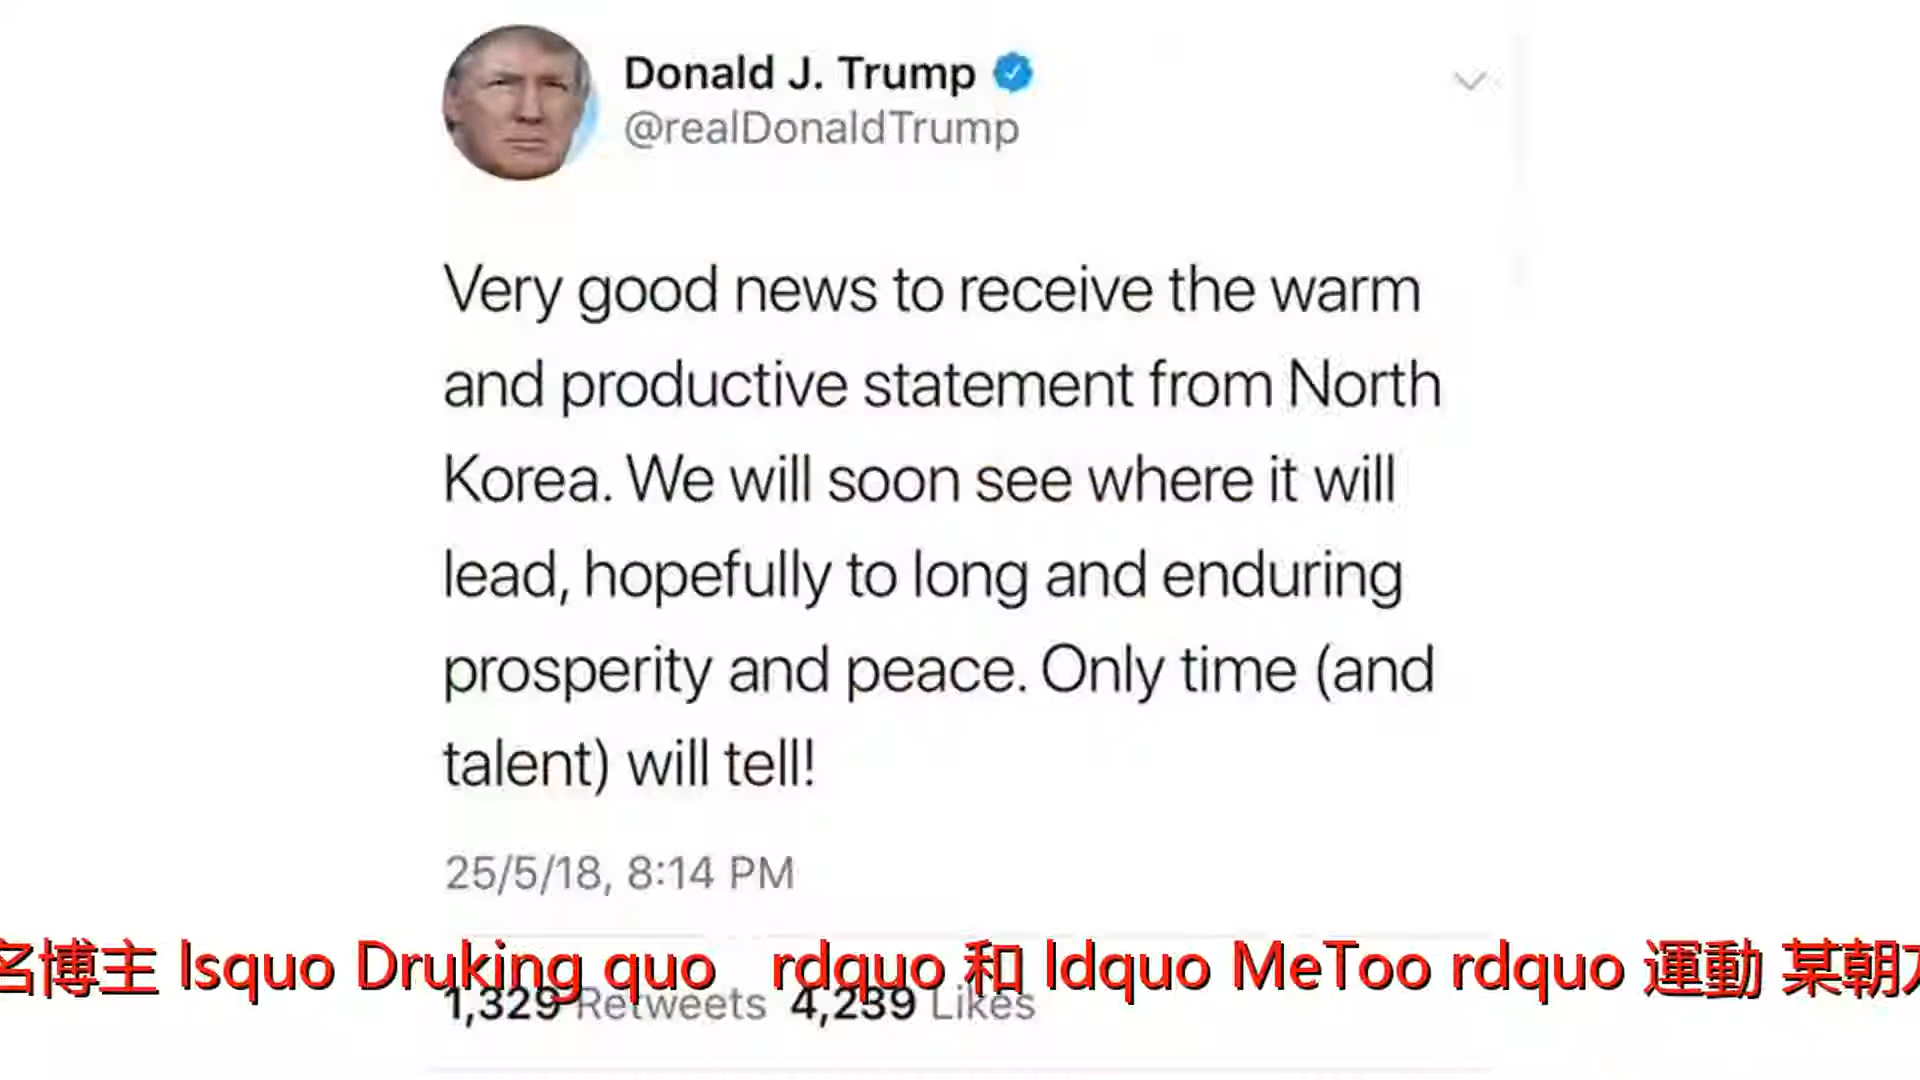 Donald J. Trump
@realDonaldTrump
Very good news to receive the warm
and productive statement from North
Korea. We will soon see where it will
lead, hopefully to long and enduring
prosperity and peace. Only time (and
talent) will tell!
25/5/18, 8:14 PM
名博主 lsquo Druking quo rdquo 和 ldquo MeToo rdquo 運動 某朝
1,329 Retweets 4,239 Likes